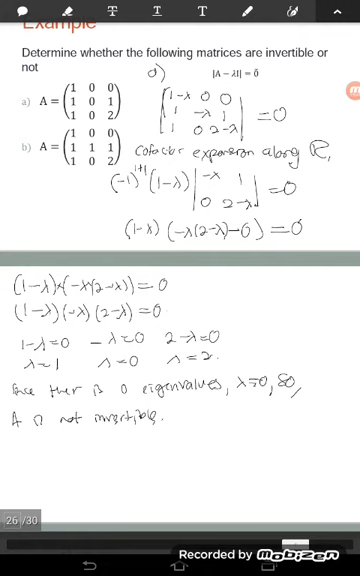 Example
Determine whether the following matrices are invertible or
not
a) |A − λI| = 0̄
a) A = (1 0 0
1 0 1
1 0 2)
|1−λ 0 0
1 −λ 1
1 0 2−λ| = 0
b) A = (1 0 0
1 1 1
1 0 2)
cofactor expansion along R₁
(−1)¹⁺¹ (1−λ) |−λ 1
0 2−λ| = 0
(1−λ) (−λ(2−λ)−0) = 0
(1−λ)×(−λ(2−λ)) = 0
(1−λ)(−λ)(2−λ) = 0
1−λ=0 −λ=0 2−λ=0
λ=1 λ=0 λ=2
Since ther is 0 eigenvalues, λ=0, so,
A is not invertible.
26 /30
Recorded by Mobizen